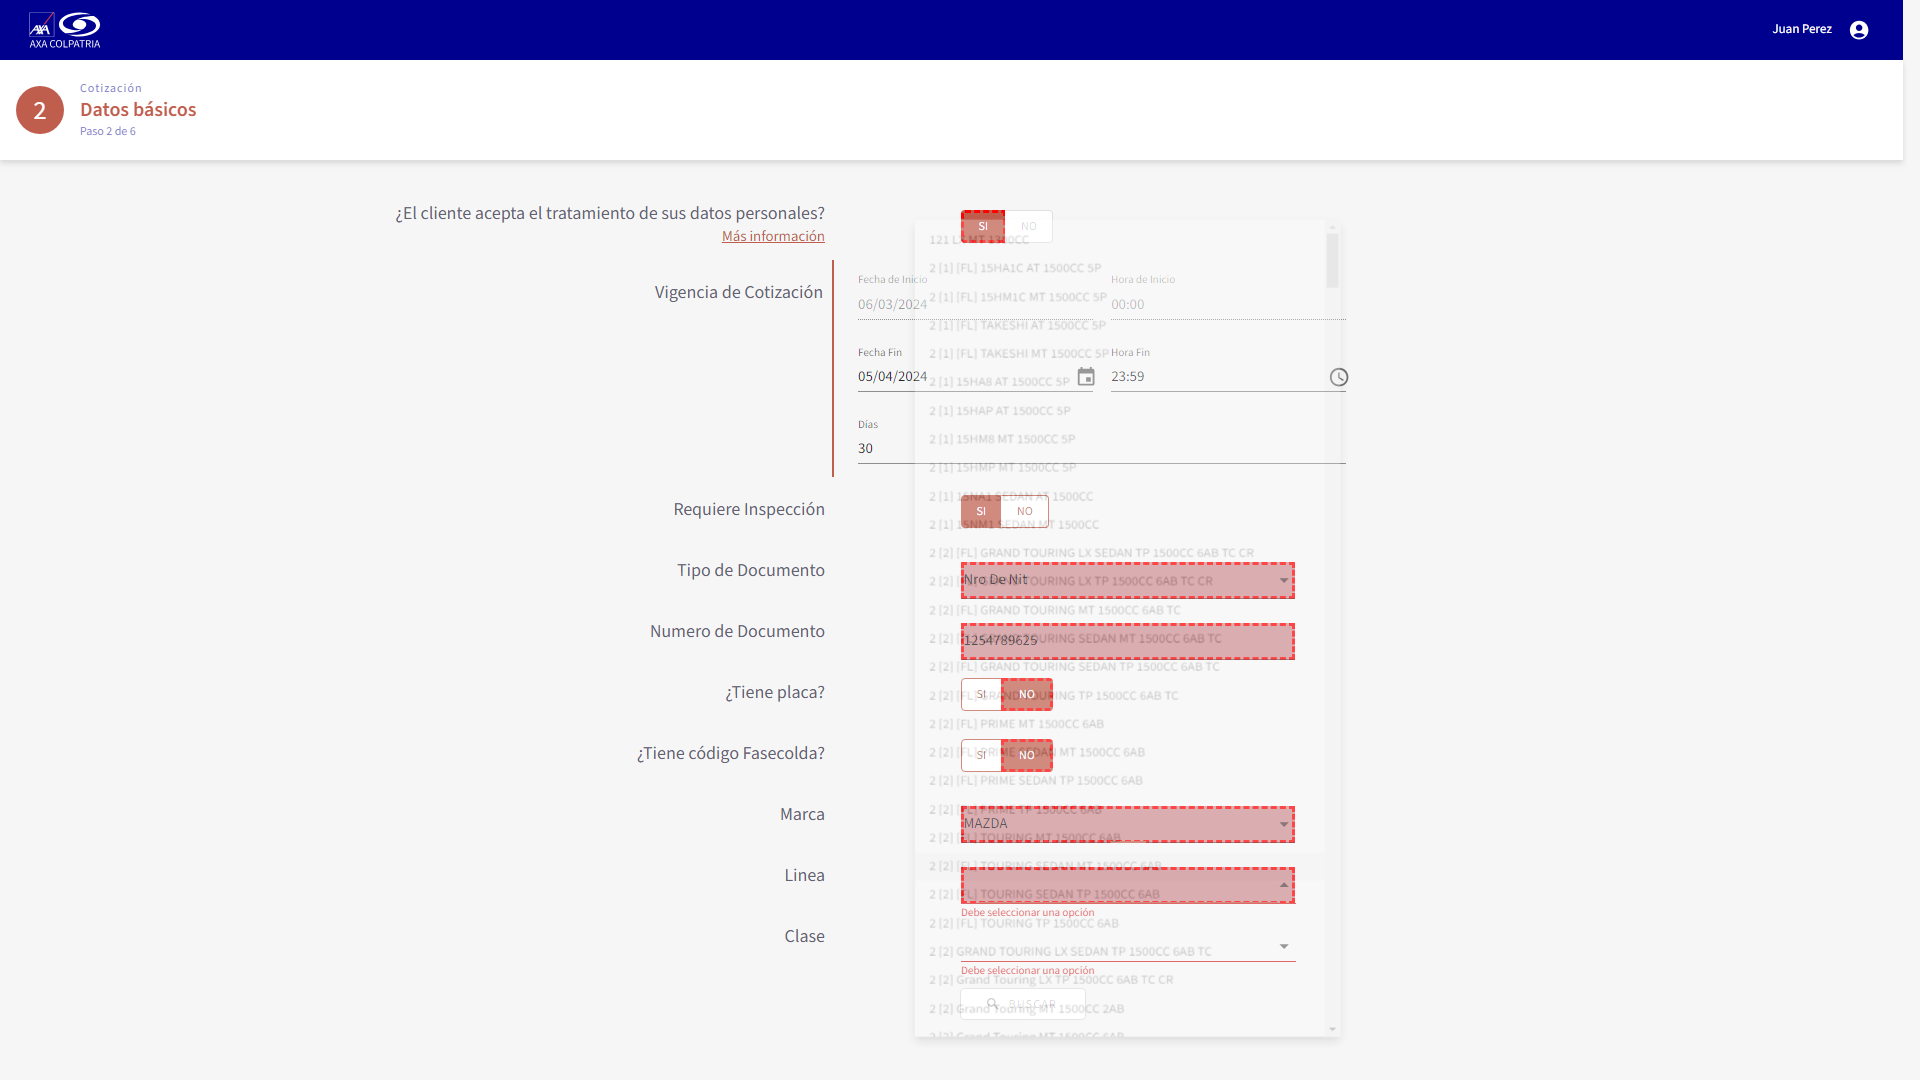 AXA COLPATRIA
Juan Perez
2
Cotización
Datos básicos
Paso 2 de 6
¿El cliente acepta el tratamiento de sus datos personales?
Más información
SI NO
121 LX MT 1300CC
2 [1] [FL] 15HA1C AT 1500CC 5P
Vigencia de Cotización
Fecha de Inicio
Hora de Inicio
2 [1] [FL] 15HM1C MT 1500CC 5P
06/03/2024
00:00
2 [1] [FL] TAKESHI AT 1500CC 5P
Fecha Fin
2 [1] [FL] TAKESHI MT 1500CC 5P
Hora Fin
05/04/2024
23:59
2 [1] 15HA8 AT 1500CC 5P
2 [1] 15HAP AT 1500CC 5P
Días
2 [1] 15HM8 MT 1500CC 5P
30
2 [1] 15HMP MT 1500CC 5P
2 [1] 15NA1 SEDAN AT 1500CC
Requiere Inspección
SI NO
2 [1] 15NM1 SEDAN MT 1500CC
2 [2] [FL] GRAND TOURING LX SEDAN TP 1500CC 6AB TC CR
Tipo de Documento
Nro De Nit
2 [2] [FL] GRAND TOURING LX TP 1500CC 6AB TC CR
2 [2] [FL] GRAND TOURING MT 1500CC 6AB TC
Numero de Documento
1254789625
2 [2] [FL] GRAND TOURING SEDAN MT 1500CC 6AB TC
2 [2] [FL] GRAND TOURING SEDAN TP 1500CC 6AB TC
¿Tiene placa?
SI NO
2 [2] [FL] GRAND TOURING TP 1500CC 6AB TC
2 [2] [FL] PRIME MT 1500CC 6AB
¿Tiene código Fasecolda?
SI NO
2 [2] [FL] PRIME SEDAN MT 1500CC 6AB
2 [2] [FL] PRIME SEDAN TP 1500CC 6AB
2 [2] [FL] PRIME TP 1500CC 6AB
Marca
MAZDA
2 [2] [FL] TOURING MT 1500CC 6AB
2 [2] [FL] TOURING SEDAN MT 1500CC 6AB
Linea
2 [2] [FL] TOURING SEDAN TP 1500CC 6AB
Debe seleccionar una opción
2 [2] [FL] TOURING TP 1500CC 6AB
Clase
2 [2] GRAND TOURING LX SEDAN TP 1500CC 6AB TC
Debe seleccionar una opción
2 [2] Grand Touring LX TP 1500CC 6AB TC CR
BUSCAR
2 [2] Grand Touring MT 1500CC 2AB
2 [2] Grand Touring MT 1500CC 6AB